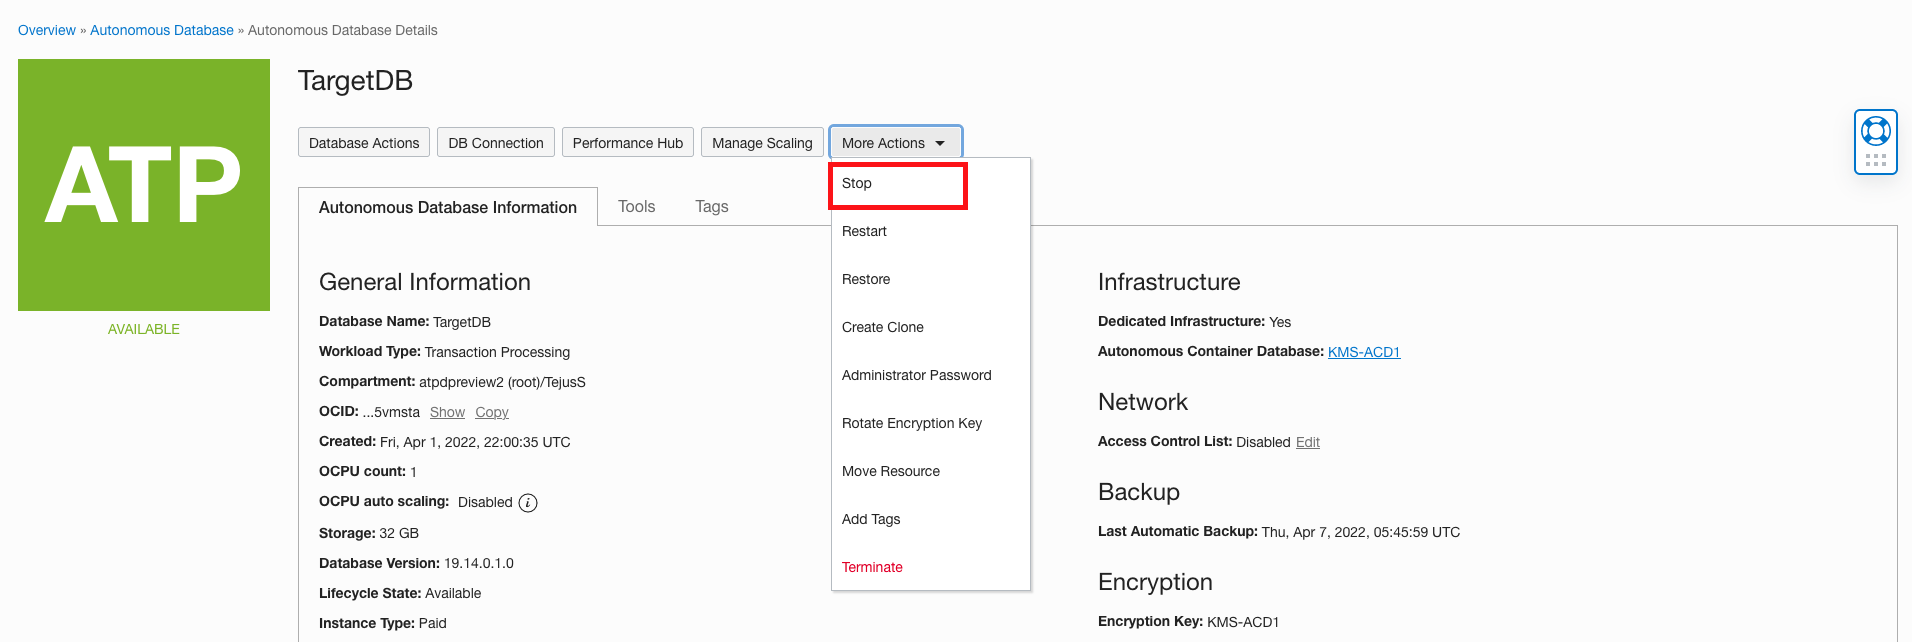 Overview » Autonomous Database » Autonomous Database Details
ATP
AVAILABLE
TargetDB
Database Actions
DB Connection
Performance Hub
Manage Scaling
More Actions
Stop
Restart
Restore
Create Clone
Administrator Password
Rotate Encryption Key
Move Resource
Add Tags
Terminate
Autonomous Database Information
Tools
Tags
General Information
Database Name: TargetDB
Workload Type: Transaction Processing
Compartment: atpdpreview2 (root)/TejusS
OCID: ...5vmsta Show Copy
Created: Fri, Apr 1, 2022, 22:00:35 UTC
OCPU count: 1
OCPU auto scaling: Disabled i
Storage: 32 GB
Database Version: 19.14.0.1.0
Lifecycle State: Available
Instance Type: Paid
Infrastructure
Dedicated Infrastructure: Yes
Autonomous Container Database: KMS-ACD1
Network
Access Control List: Disabled Edit
Backup
Last Automatic Backup: Thu, Apr 7, 2022, 05:45:59 UTC
Encryption
Encryption Key: KMS-ACD1